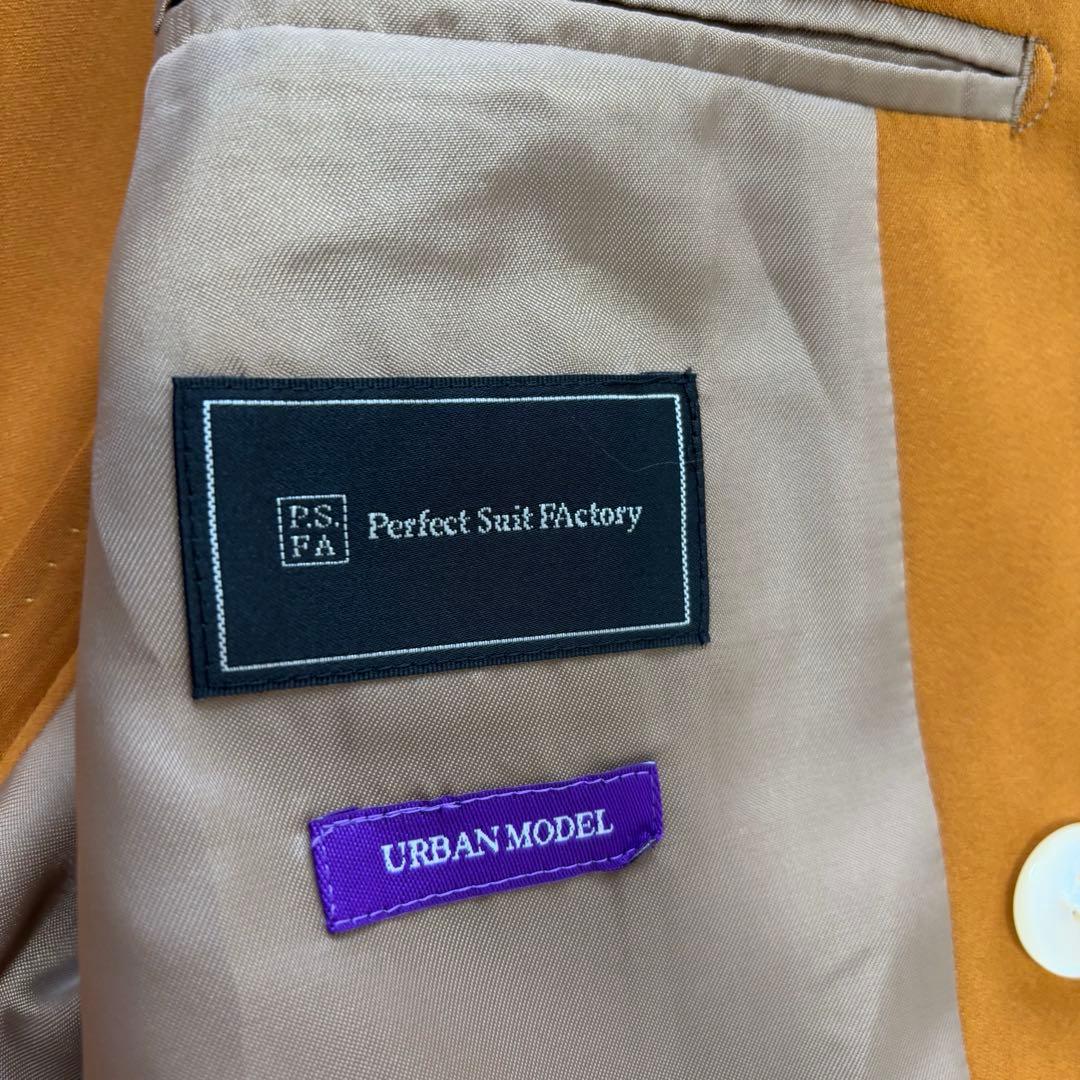 P.S.
FA
Perfect Suit FActory
URBAN MODEL